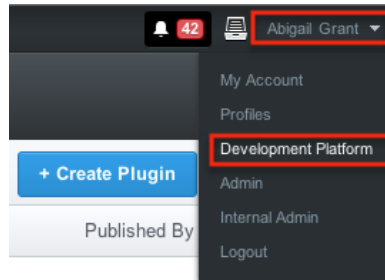 42
Abigail Grant
My Account
Profiles
Development Platform
+ Create Plugin
Admin
Internal Admin
Published By
Logout